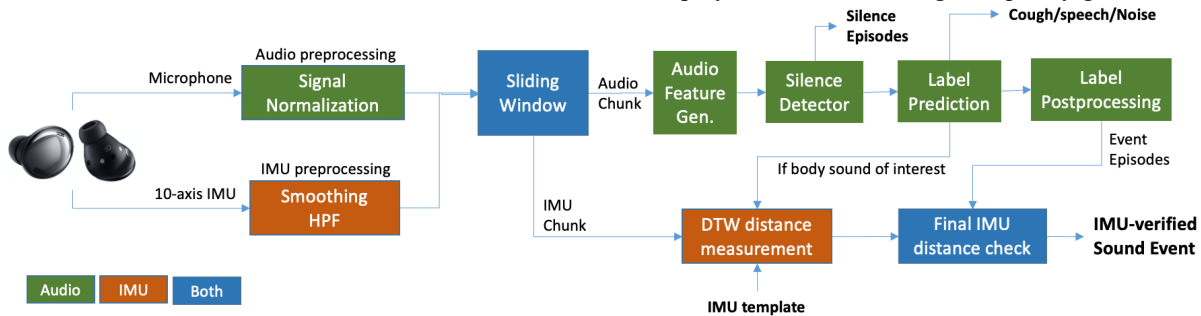 Silence
Episodes
Cough/speech/Noise
Audio preprocessing
Microphone
Signal
Normalization
Sliding
Window
Audio
Chunk
Audio
Feature
Gen.
Silence
Detector
Label
Prediction
Label
Postprocessing
IMU preprocessing
10-axis IMU
Smoothing
HPF
IMU
Chunk
If body sound of interest
Event
Episodes
DTW distance
measurement
Final IMU
distance check
IMU-verified
Sound Event
IMU template
Audio
IMU
Both